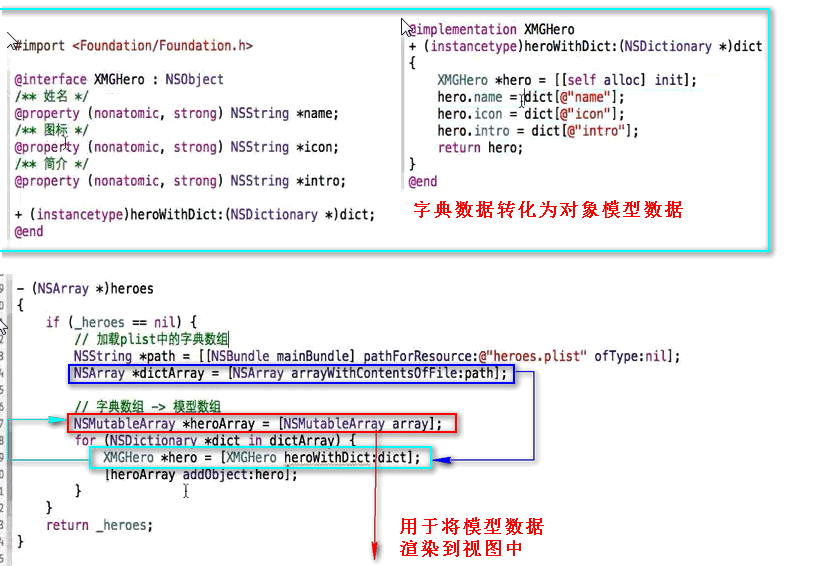 #import <Foundation/Foundation.h>
@interface XMGHero : NSObject
/** 姓名 */
@property (nonatomic, strong) NSString *name;
/** 图标 */
@property (nonatomic, strong) NSString *icon;
/** 简介 */
@property (nonatomic, strong) NSString *intro;
+ (instancetype)heroWithDict:(NSDictionary *)dict;
@end
@implementation XMGHero
+ (instancetype)heroWithDict:(NSDictionary *)dict
{
XMGHero *hero = [[self alloc] init];
hero.name = dict[@"name"];
hero.icon = dict[@"icon"];
hero.intro = dict[@"intro"];
return hero;
}
@end
字典数据转化为对象模型数据
- (NSArray *)heroes
{
if (_heroes == nil) {
// 加载plist中的字典数组
NSString *path = [[NSBundle mainBundle] pathForResource:@"heroes.plist" ofType:nil];
NSArray *dictArray = [NSArray arrayWithContentsOfFile:path];
// 字典数组 -> 模型数组
NSMutableArray *heroArray = [NSMutableArray array];
for (NSDictionary *dict in dictArray) {
XMGHero *hero = [XMGHero heroWithDict:dict];
[heroArray addObject:hero];
}
}
return _heroes;
}
用于将模型数据
渲染到视图中